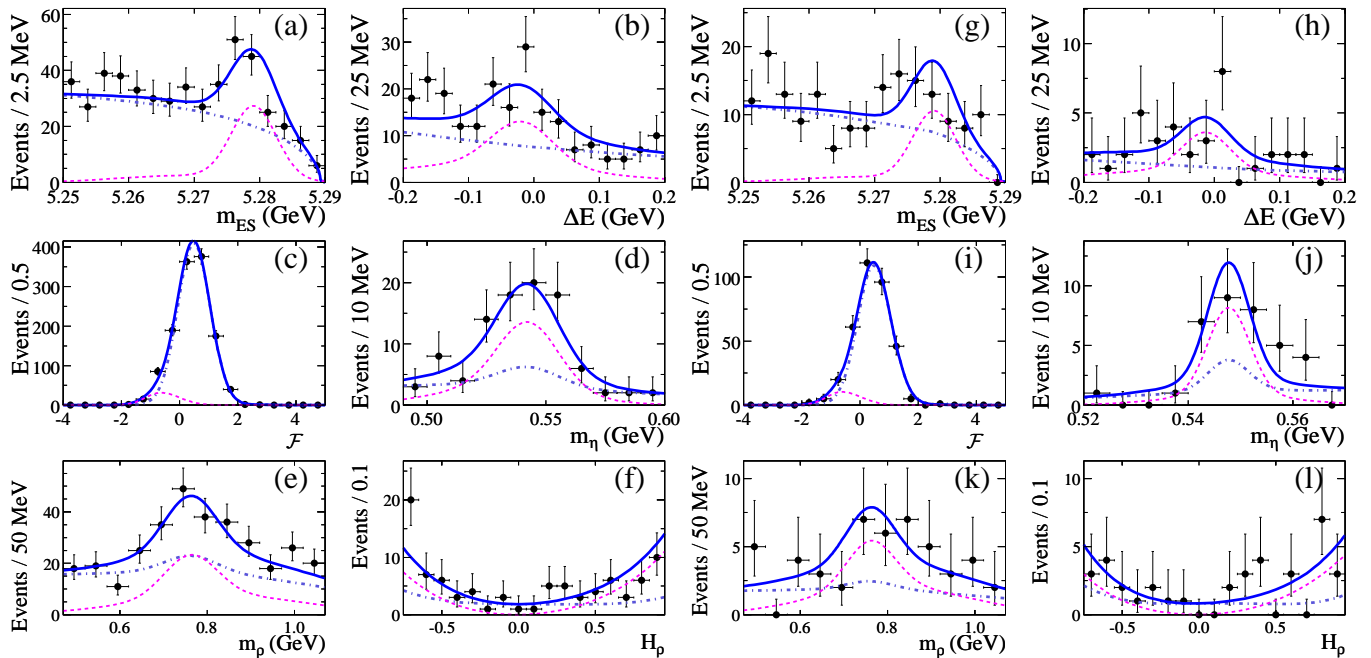 (a) (b) (g) (h)
Events / 2.5 MeV
60
40
20
0
5.25 5.26 5.27 5.28 5.29
m_ES (GeV)
Events / 25 MeV
30
20
10
0
-0.2 -0.1 0.0 0.1 0.2
ΔE (GeV)
Events / 2.5 MeV
20
10
0
5.25 5.26 5.27 5.28 5.29
m_ES (GeV)
Events / 25 MeV
10
5
0
-0.2 -0.1 0.0 0.1 0.2
ΔE (GeV)
(c) (d) (i) (j)
Events / 0.5
400
300
200
100
0
-4 -2 0 2 4
ℱ
Events / 10 MeV
20
10
0
0.50 0.55 0.60
m_η (GeV)
Events / 0.5
100
50
0
-4 -2 0 2 4
ℱ
Events / 10 MeV
10
5
0
0.52 0.54 0.56
m_η (GeV)
(e) (f) (k) (l)
Events / 50 MeV
40
20
0
0.6 0.8 1.0
m_ρ (GeV)
Events / 0.1
20
10
0
-0.5 0.0 0.5
H_ρ
Events / 50 MeV
10
5
0
0.6 0.8 1.0
m_ρ (GeV)
Events / 0.1
10
5
0
-0.5 0.0 0.5
H_ρ